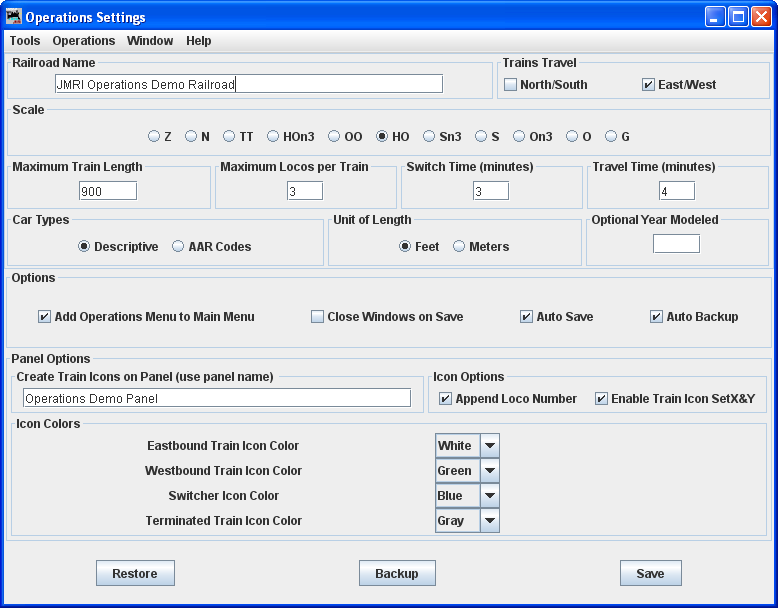 Operations Settings
Tools Operations Window Help
Railroad Name
JMRI Operations Demo Railroad
Trains Travel
North/South East/West
Scale
Z N TT HOn3 OO HO Sn3 S On3 O G
Maximum Train Length
900
Maximum Locos per Train
3
Switch Time (minutes)
3
Travel Time (minutes)
4
Car Types
Descriptive AAR Codes
Unit of Length
Feet Meters
Optional Year Modeled
Options
Add Operations Menu to Main Menu Close Windows on Save Auto Save Auto Backup
Panel Options
Create Train Icons on Panel (use panel name)
Operations Demo Panel
Icon Options
Append Loco Number Enable Train Icon SetX&Y
Icon Colors
Eastbound Train Icon Color White
Westbound Train Icon Color Green
Switcher Icon Color Blue
Terminated Train Icon Color Gray
Restore Backup Save